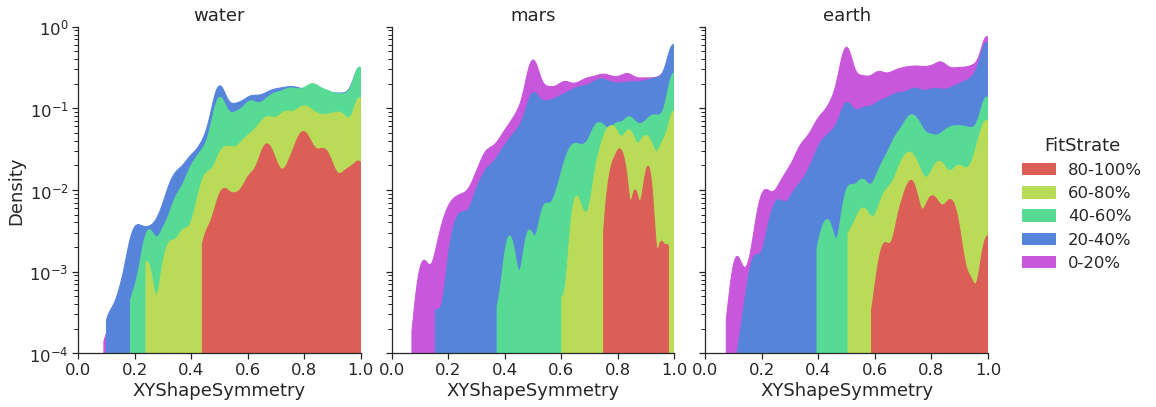 water
mars
earth
Density
10⁰
10⁻¹
10⁻²
10⁻³
10⁻⁴
0.0 0.2 0.4 0.6 0.8 1.0
0.0 0.2 0.4 0.6 0.8 1.0
0.0 0.2 0.4 0.6 0.8 1.0
XYShapeSymmetry
XYShapeSymmetry
XYShapeSymmetry
FitStrate
80-100%
60-80%
40-60%
20-40%
0-20%